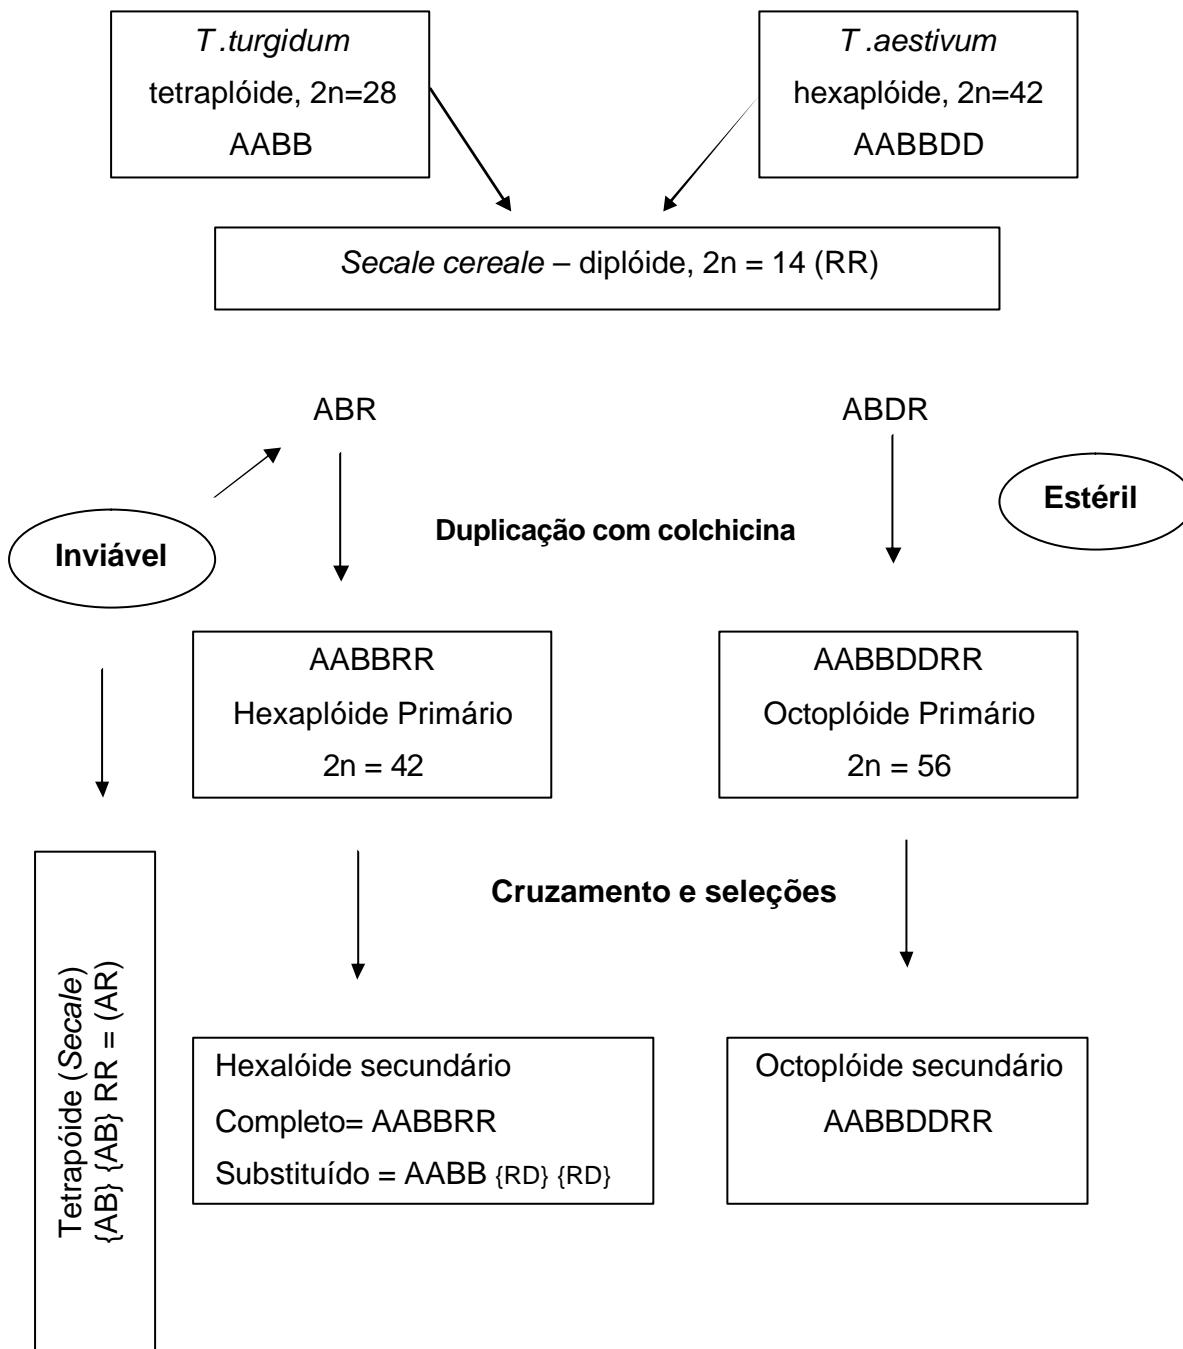 T .turgidum
tetraplóide, 2n=28
AABB
T .aestivum
hexaplóide, 2n=42
AABBDD
Secale cereale – diplóide, 2n = 14 (RR)
ABR
ABDR
Inviável
Duplicação com colchicina
Estéril
AABBRR
Hexaplóide Primário
2n = 42
AABBDDRR
Octoplóide Primário
2n = 56
Cruzamento e seleções
Tetrapóide (Secale)
{AB} {AB} RR = (AR)
Hexalóide secundário
Completo= AABBRR
Substituído = AABB {RD} {RD}
Octoplóide secundário
AABBDDRR